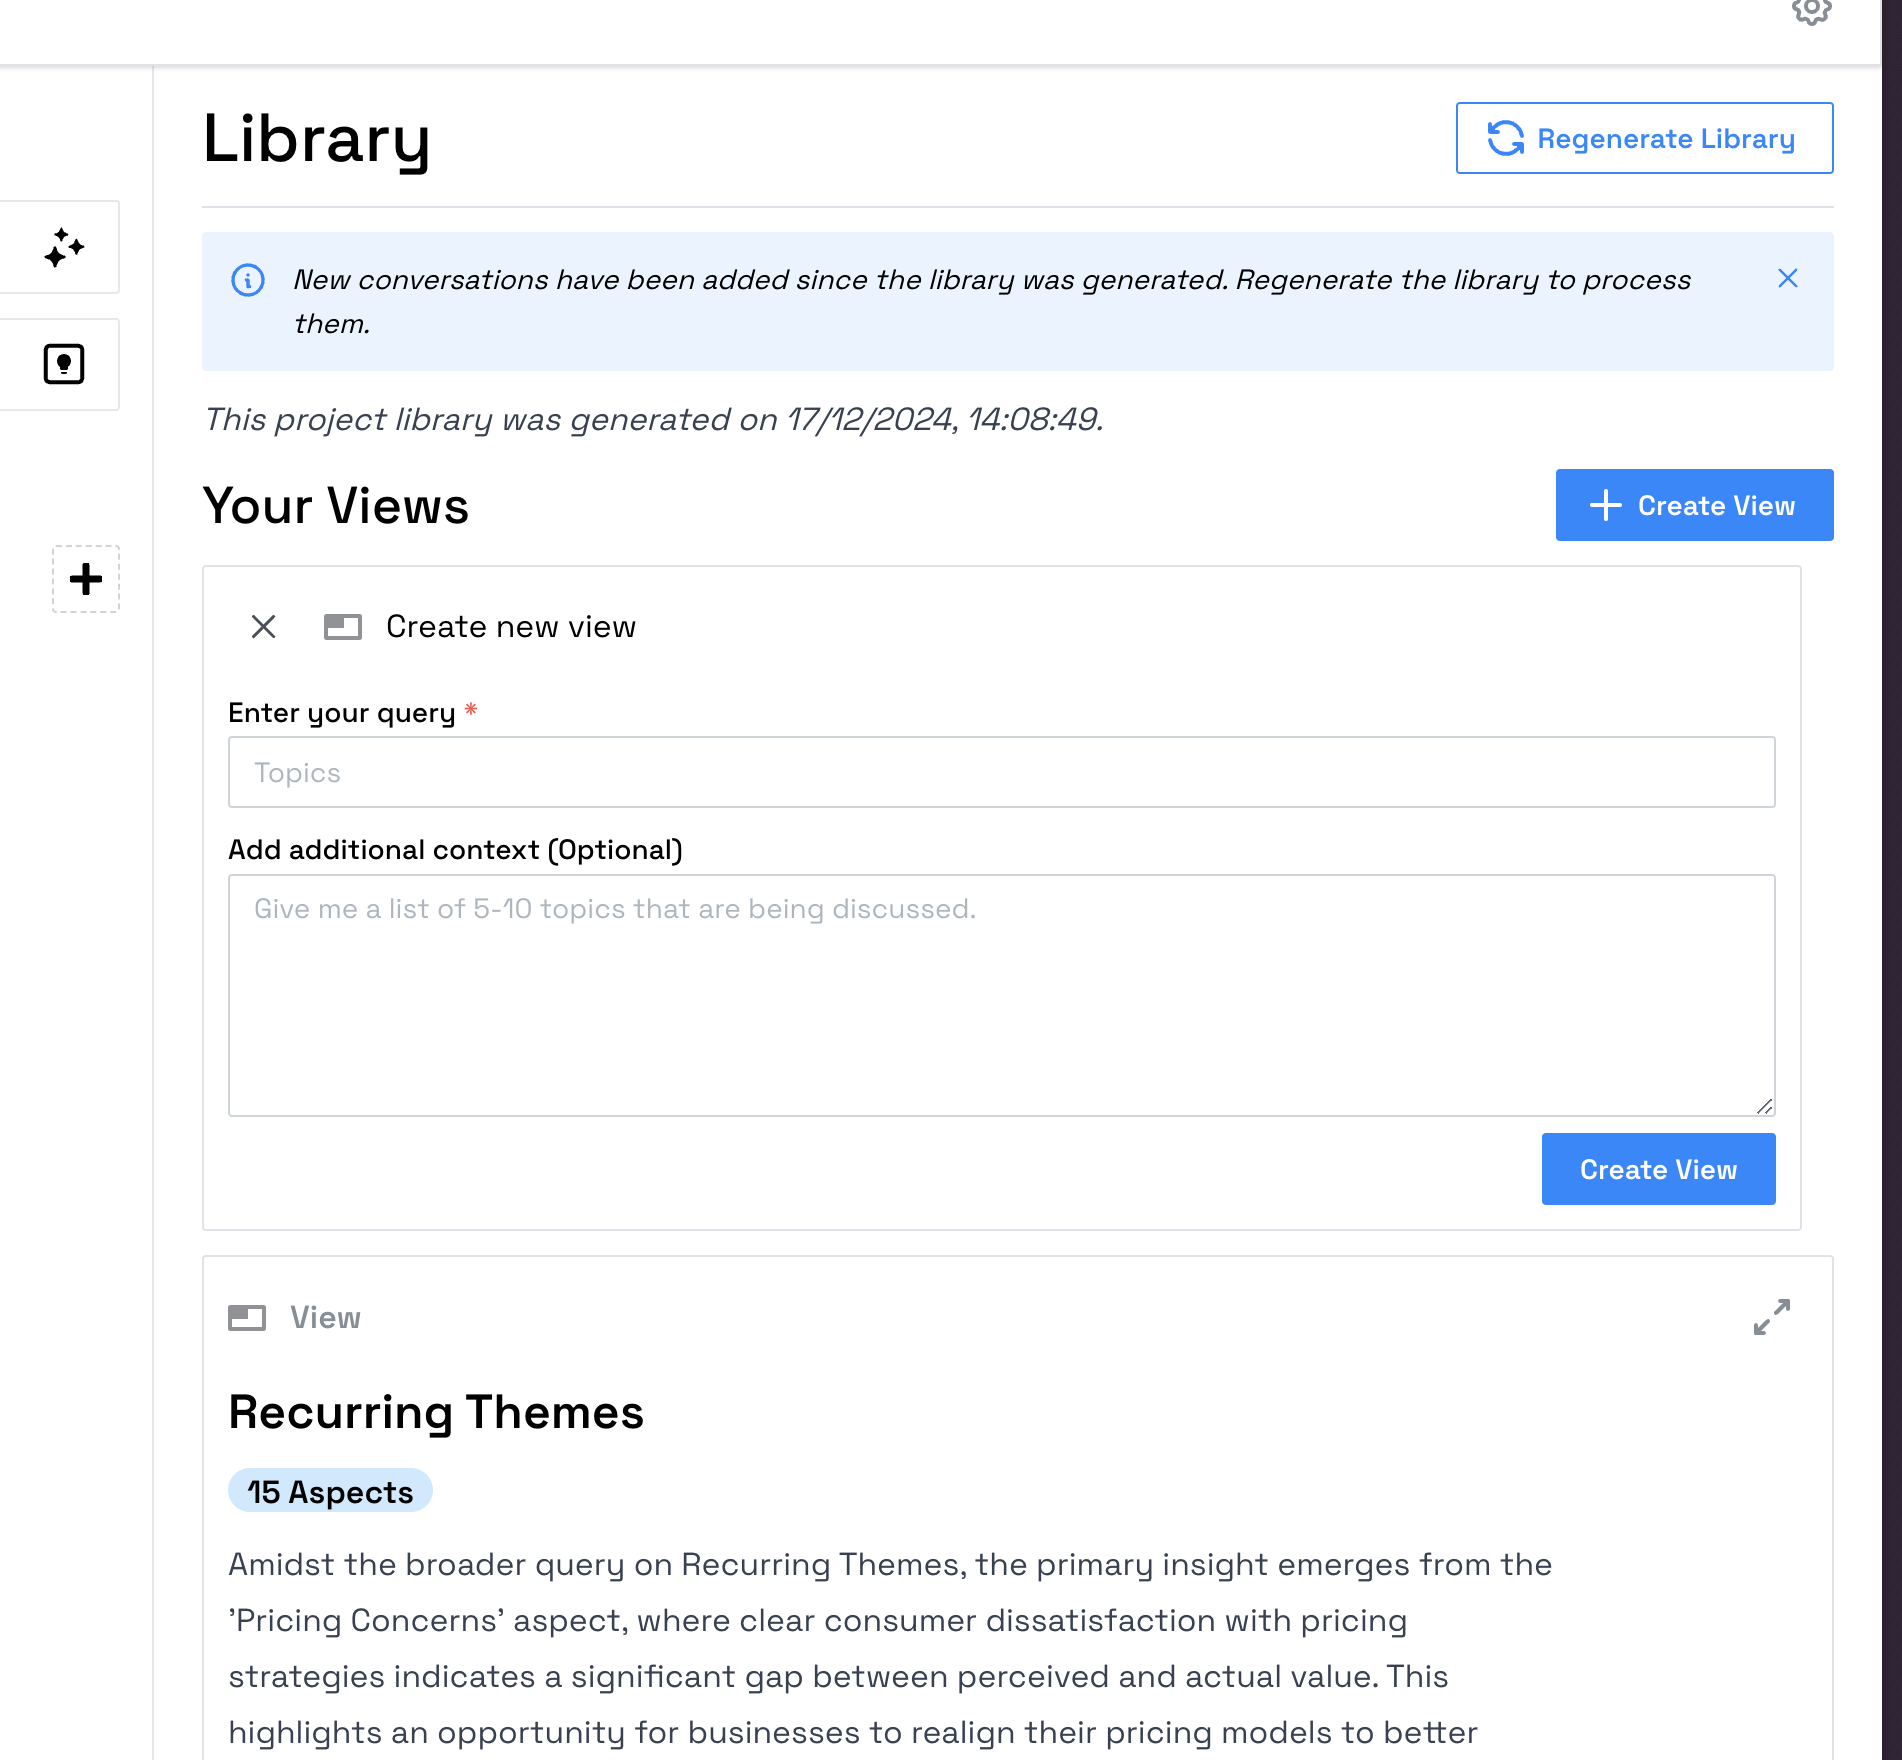 Library
Regenerate Library
New conversations have been added since the library was generated. Regenerate the library to process
them.
This project library was generated on 17/12/2024, 14:08:49.
Your Views
Create View
Create new view
Enter your query *
Topics
Add additional context (Optional)
Give me a list of 5-10 topics that are being discussed.
Create View
View
Recurring Themes
15 Aspects
Amidst the broader query on Recurring Themes, the primary insight emerges from the
'Pricing Concerns' aspect, where clear consumer dissatisfaction with pricing
strategies indicates a significant gap between perceived and actual value. This
highlights an opportunity for businesses to realign their pricing models to better